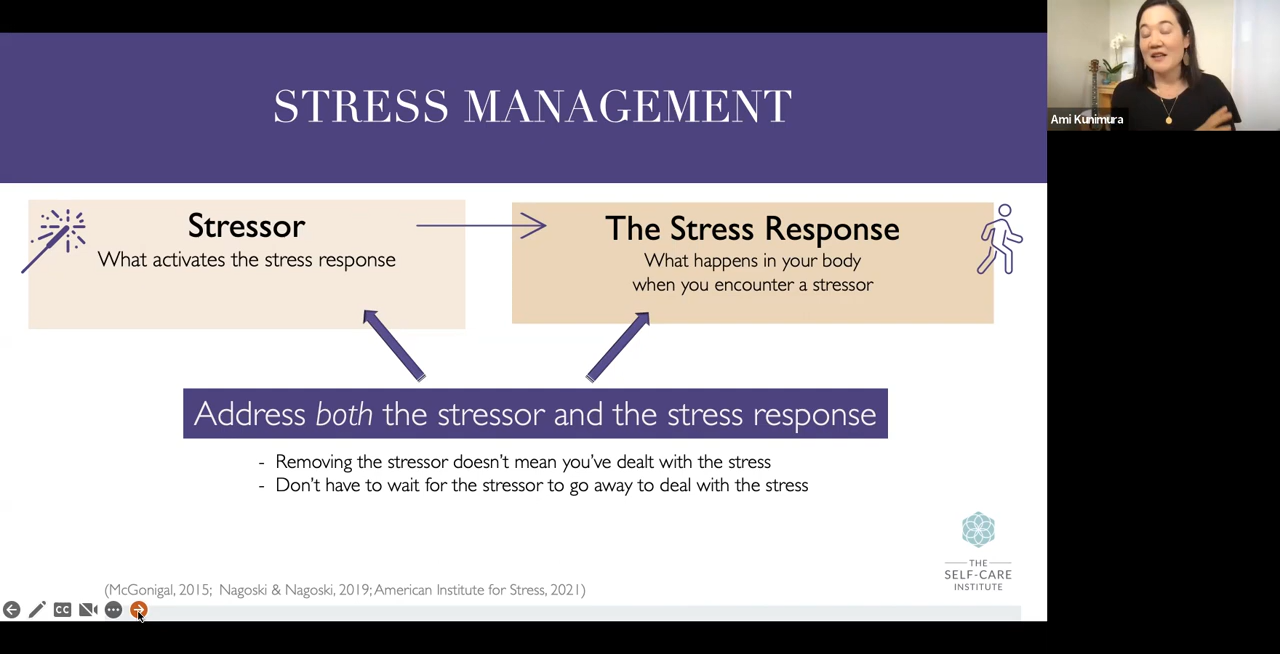 STRESS MANAGEMENT
Ami Kunimura
Stressor
What activates the stress response
The Stress Response
What happens in your body
when you encounter a stressor
Address both the stressor and the stress response
- Removing the stressor doesn't mean you've dealt with the stress
- Don't have to wait for the stressor to go away to deal with the stress
THE
SELF-CARE
INSTITUTE
(McGonigal, 2015; Nagoski & Nagoski, 2019; American Institute for Stress, 2021)
CC